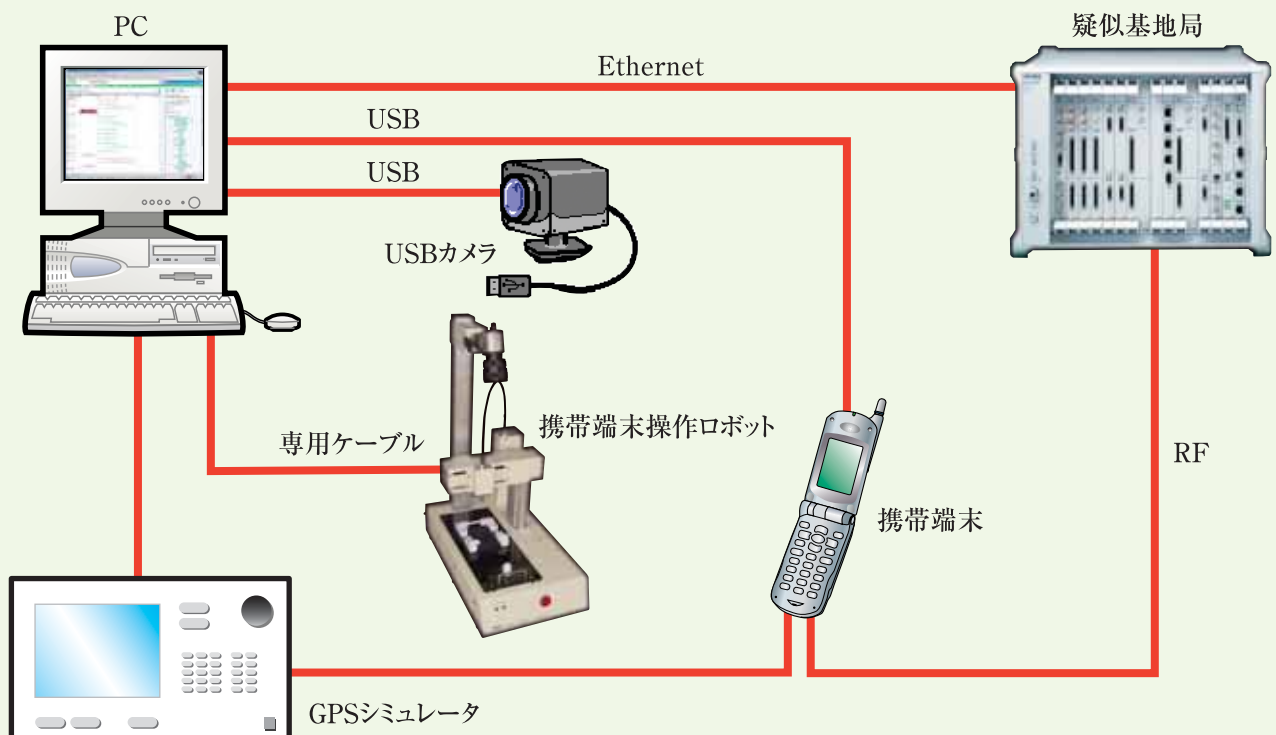 PC
疑似基地局
Ethernet
USB
USB
USBカメラ
専用ケーブル
携帯端末操作ロボット
RF
携帯端末
GPSシミュレータ